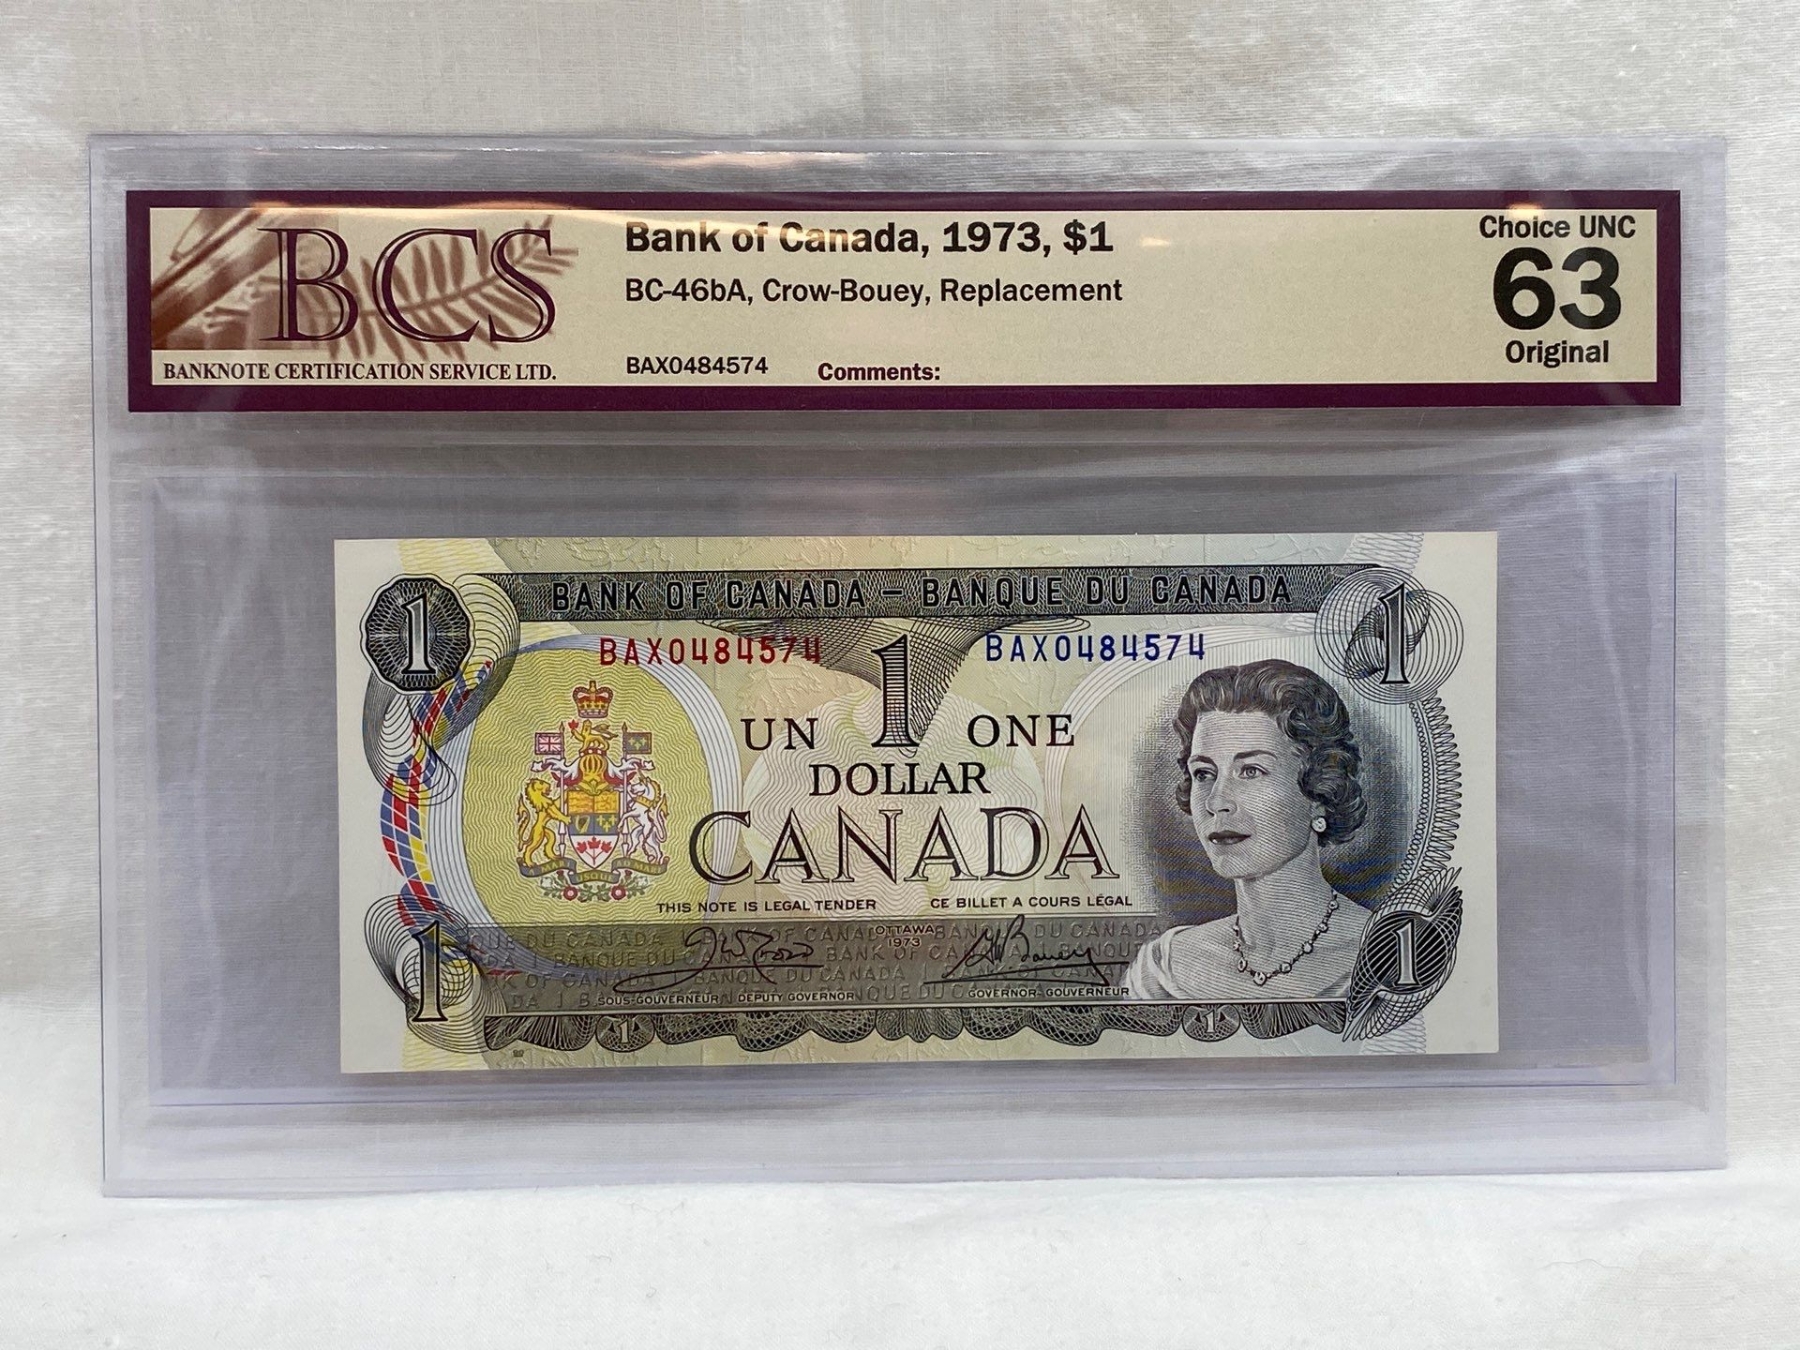 BCS
BANKNOTE CERTIFICATION SERVICE LTD.
Bank of Canada, 1973, $1
BC-46bA, Crow-Bouey, Replacement
BAX0484574 Comments:
Choice UNC
63
Original
BANK OF CANADA – BANQUE DU CANADA
1
1
BAX0484574 BAX0484574
UN 1 ONE
DOLLAR
CANADA
THIS NOTE IS LEGAL TENDER CE BILLET A COURS LÉGAL
OTTAWA
1973
SOUS-GOUVERNEUR DEPUTY GOVERNOR GOVERNOR-GOUVERNEUR
1
1
1
1